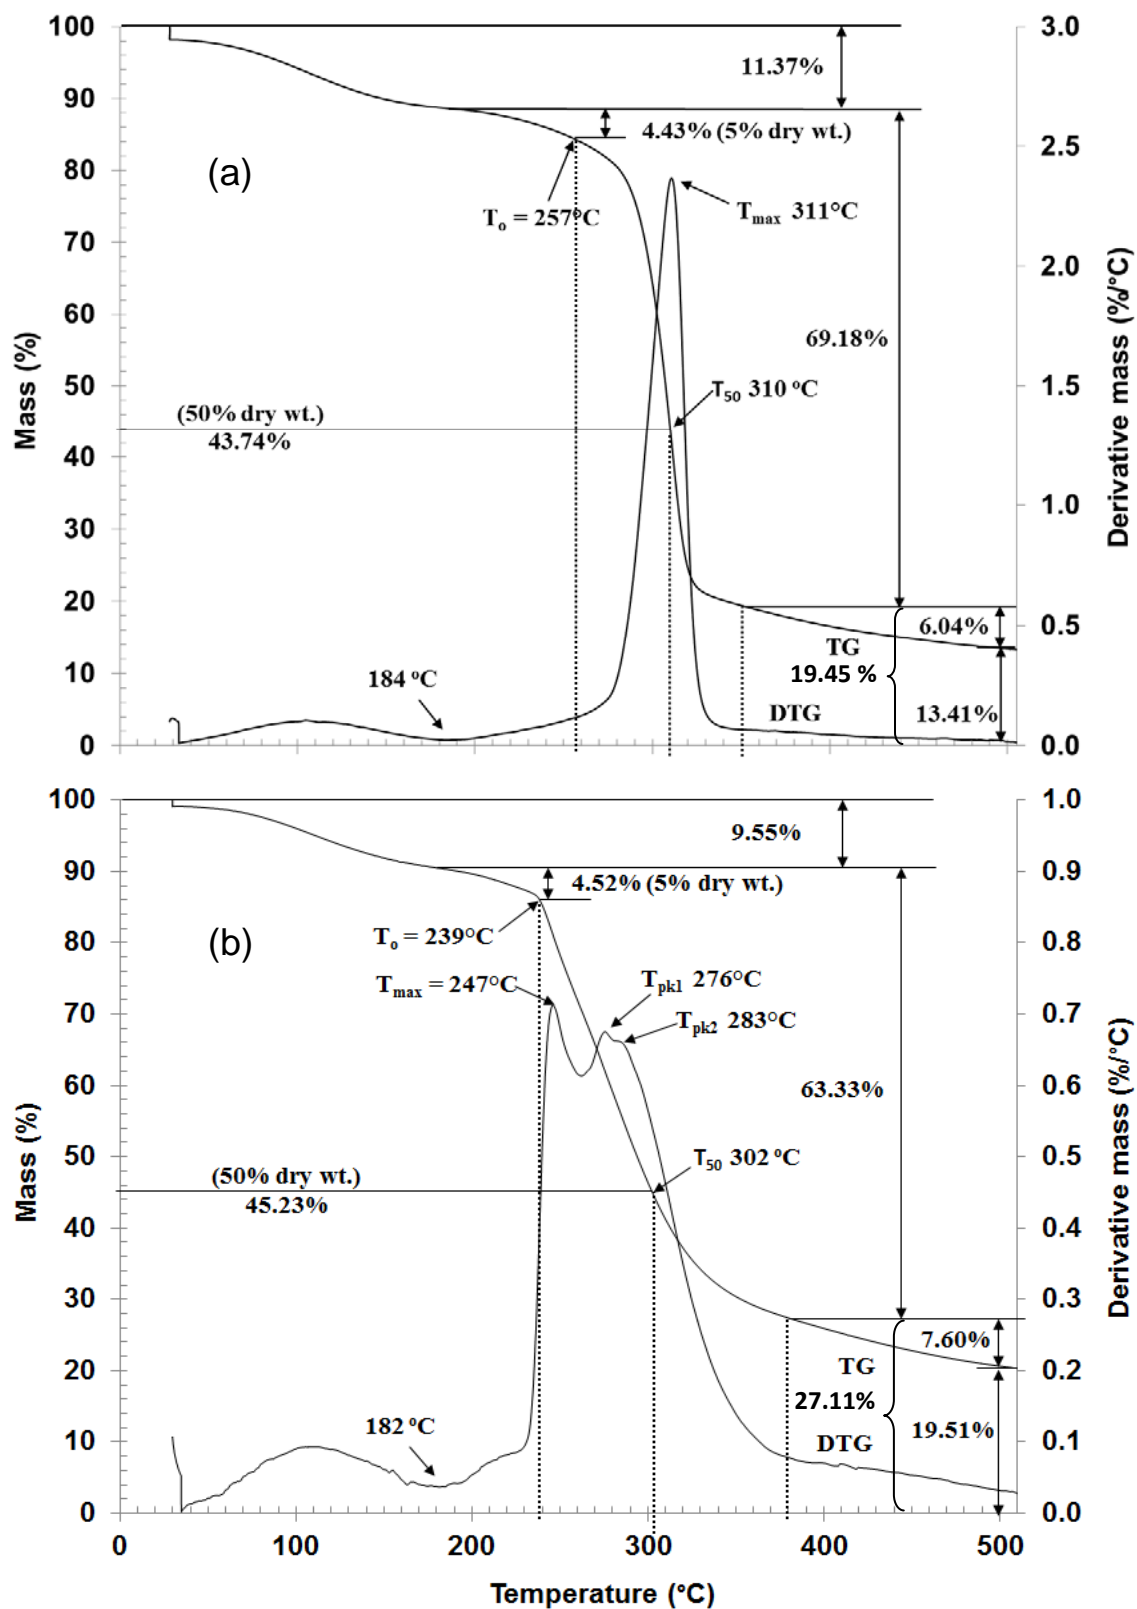 100
3.0
11.37%
90
4.43% (5% dry wt.)
2.5
(a)
80
To = 257°C
Tmax 311°C
70
2.0
60
69.18%
50
1.5
T50 310 ºC
(50% dry wt.)
43.74%
40
1.0
30
20
6.04%
0.5
TG
19.45 %
184 ºC
10
DTG
13.41%
0
0.0
Mass (%)
Derivative mass (%/°C)
100
1.0
9.55%
90
0.9
4.52% (5% dry wt.)
To = 239°C
(b)
80
0.8
Tmax = 247°C
Tpk1 276°C
70
0.7
Tpk2 283°C
60
0.6
63.33%
50
0.5
T50 302 ºC
(50% dry wt.)
45.23%
40
0.4
30
0.3
7.60%
TG
20
0.2
27.11%
182 ºC
DTG
19.51%
10
0.1
0
0.0
Mass (%)
Derivative mass (%/°C)
0
100
200
300
400
500
Temperature (°C)